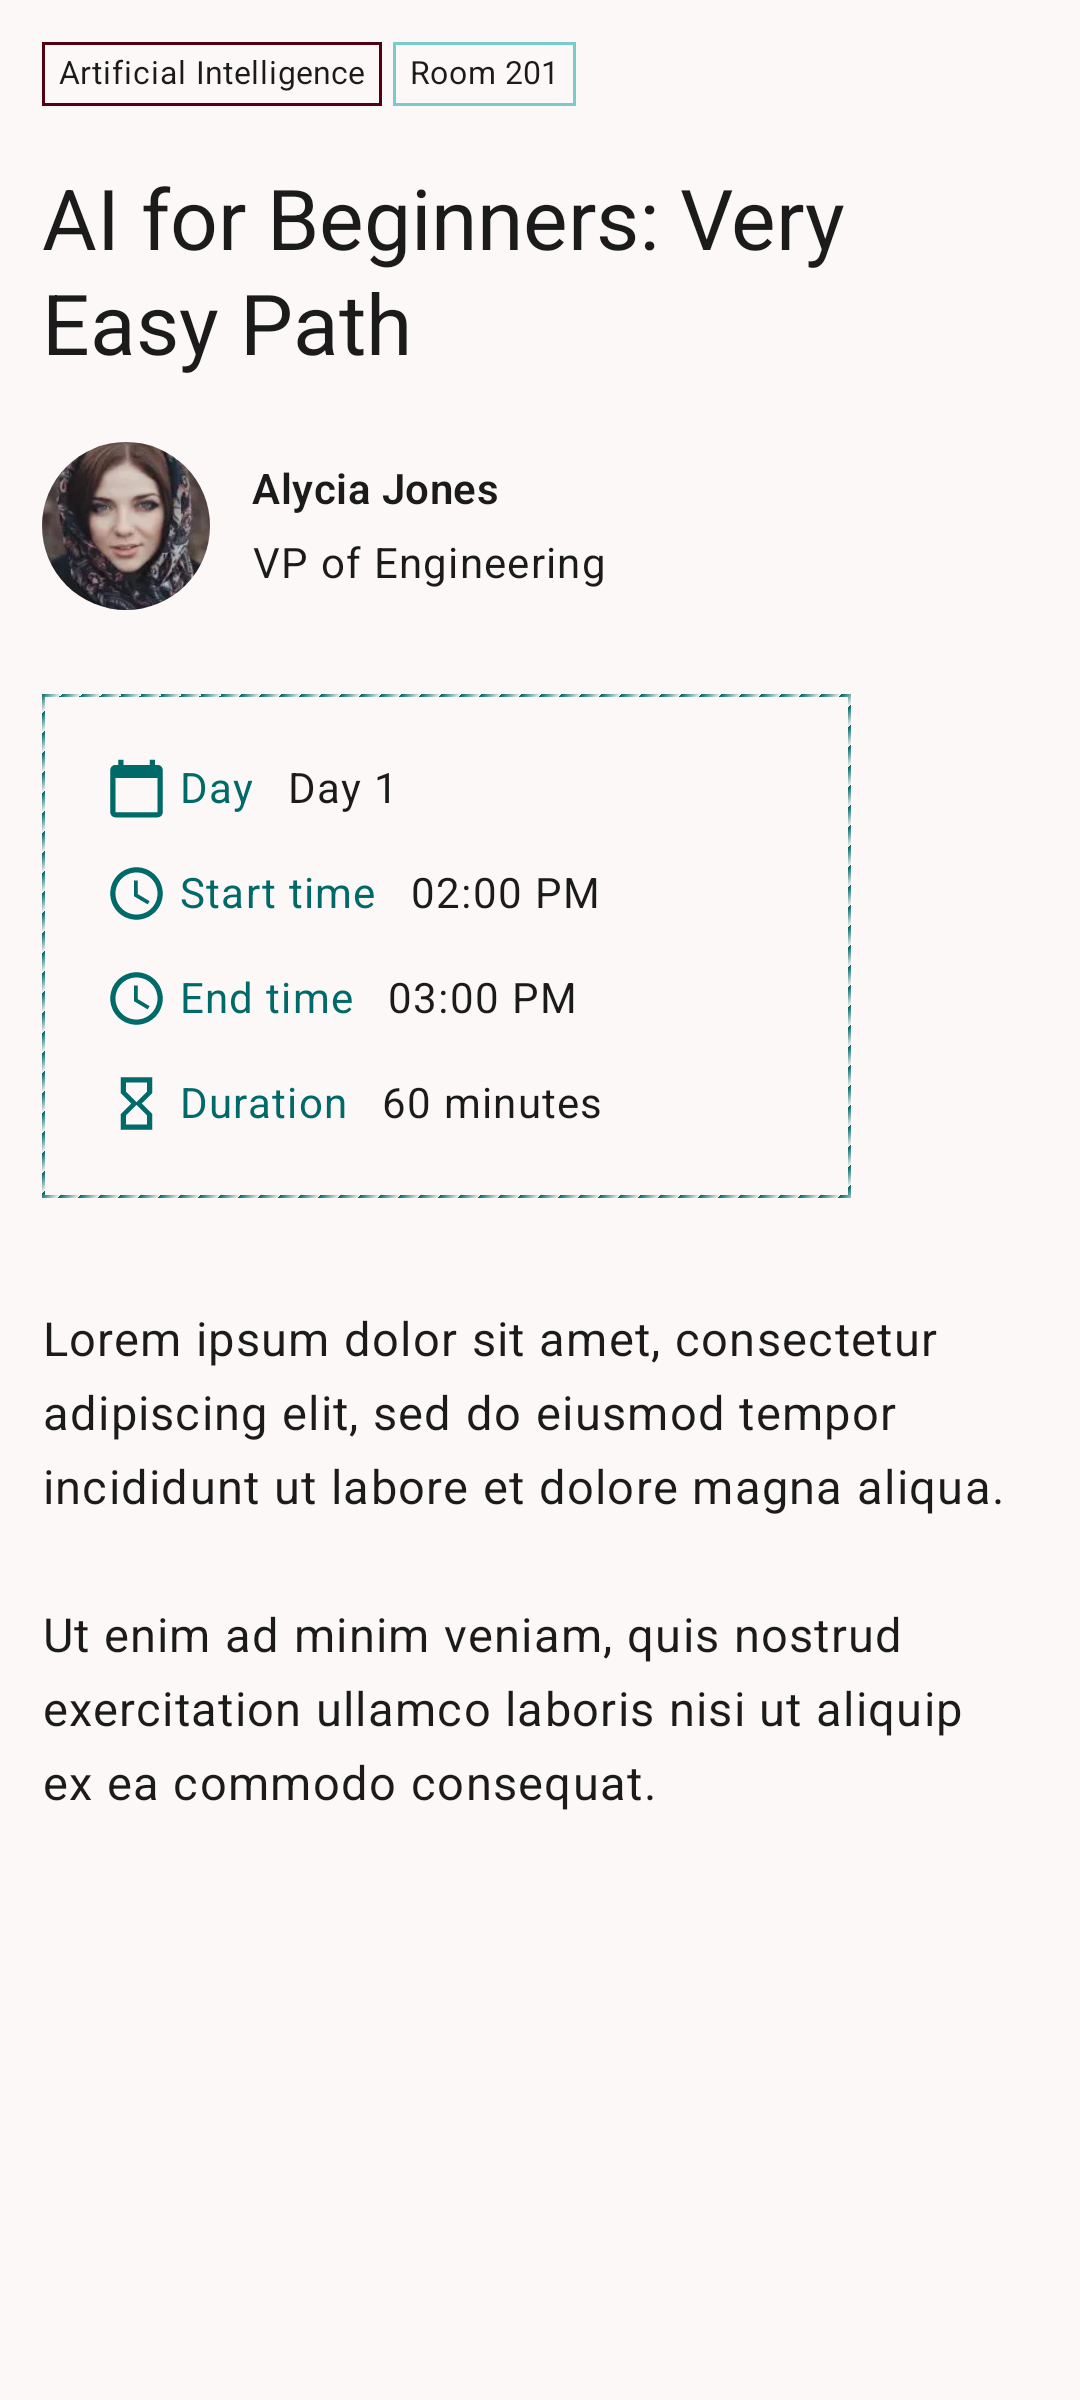 Artificial Intelligence
Room 201
AI for Beginners: Very
Easy Path
Alycia Jones
VP of Engineering
Day Day 1
Start time 02:00 PM
End time 03:00 PM
Duration 60 minutes
Lorem ipsum dolor sit amet, consectetur
adipiscing elit, sed do eiusmod tempor
incididunt ut labore et dolore magna aliqua.
Ut enim ad minim veniam, quis nostrud
exercitation ullamco laboris nisi ut aliquip
ex ea commodo consequat.